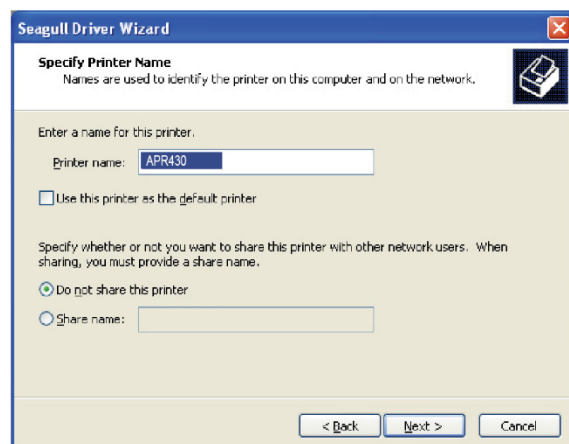 Seagull Driver Wizard
Specify Printer Name
Names are used to identify the printer on this computer and on the network.
Enter a name for this printer.
Printer name: APR430
Use this printer as the default printer
Specify whether or not you want to share this printer with other network users. When
sharing, you must provide a share name.
Do not share this printer
Share name:
< Back Next > Cancel